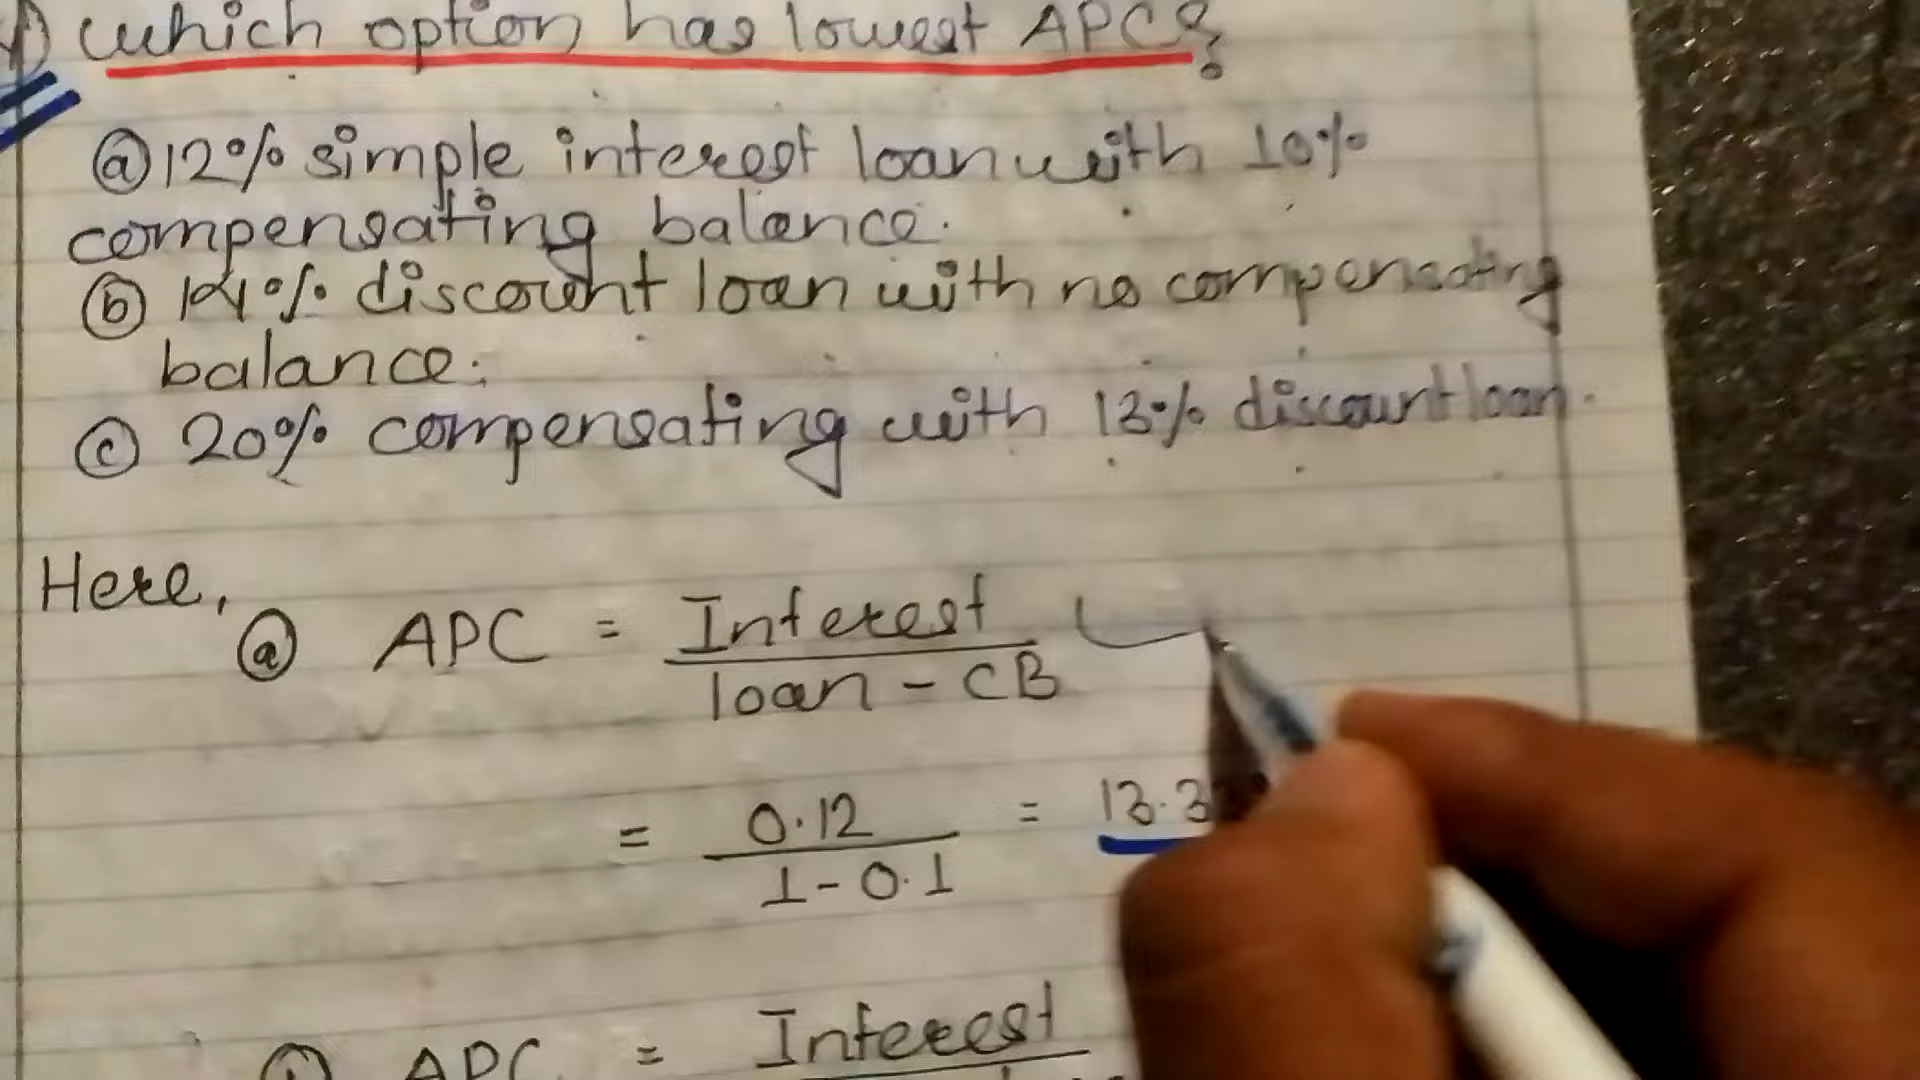 Which option has lowest APC?
ⓐ 12% simple interest loan with 10%
compensating balance.
ⓑ 14% discount loan with no compensating
balance.
ⓒ 20% compensating with 13% discount loan.
Here,
ⓐ APC = Interest
loan - CB
= 0.12 = 13.3
1 - 0.1
APC = Interest